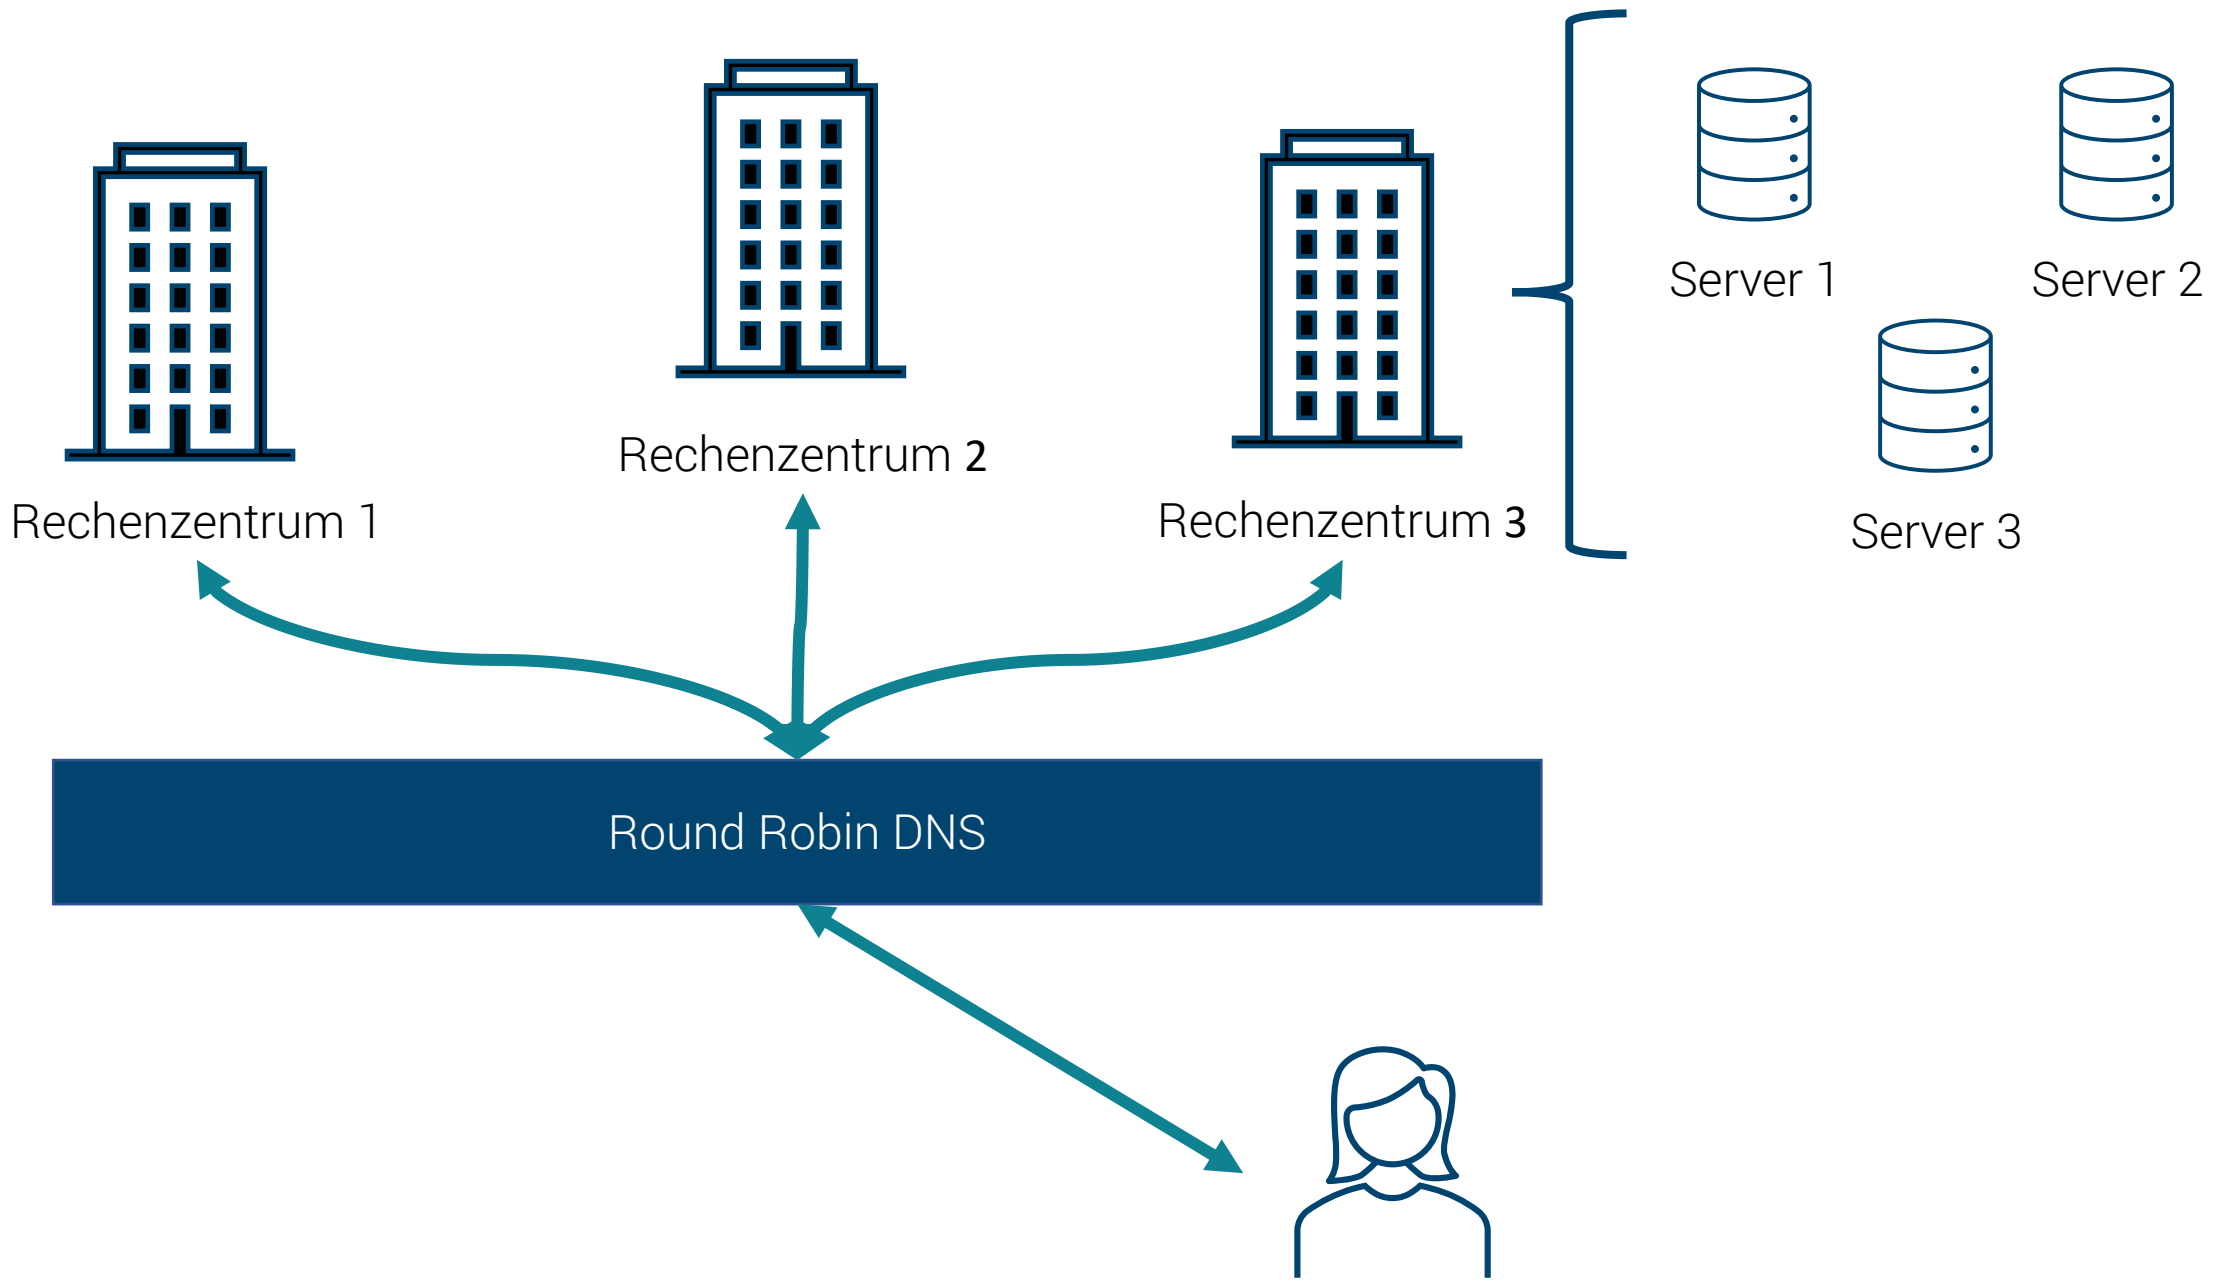 Rechenzentrum 1
Rechenzentrum 2
Rechenzentrum 3
Server 1
Server 2
Server 3
Round Robin DNS